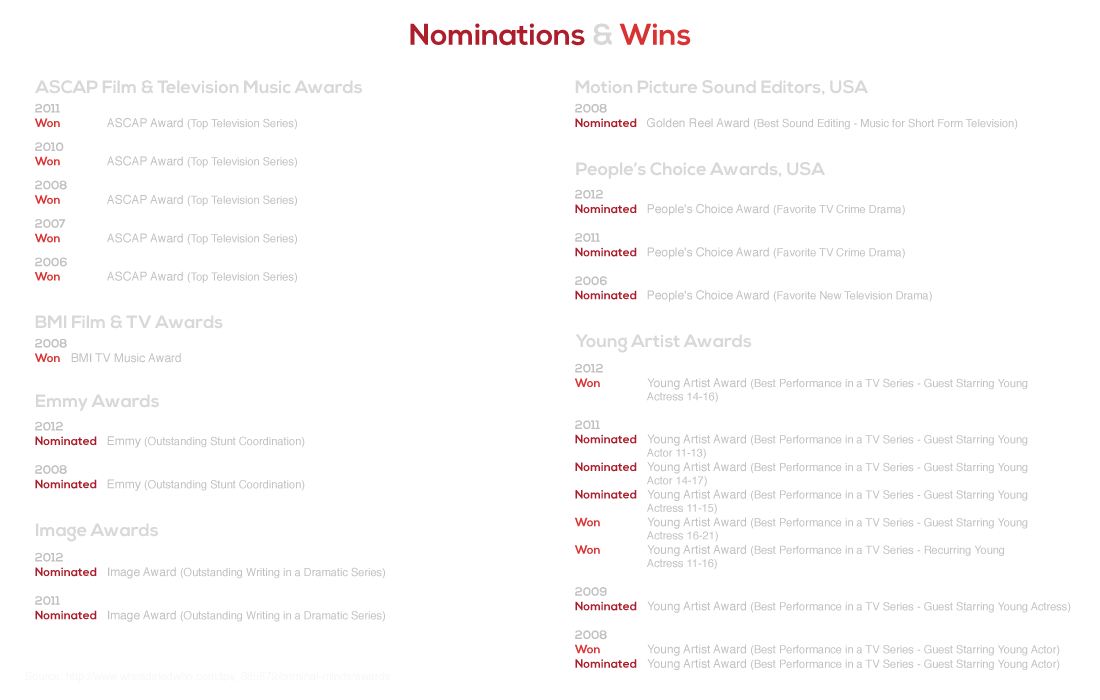 Nominations & Wins
ASCAP Film & Television Music Awards
2011
Won ASCAP Award (Top Television Series)
2010
Won ASCAP Award (Top Television Series)
2008
Won ASCAP Award (Top Television Series)
2007
Won ASCAP Award (Top Television Series)
2006
Won ASCAP Award (Top Television Series)
BMI Film & TV Awards
2008
Won BMI TV Music Award
Emmy Awards
2012
Nominated Emmy (Outstanding Stunt Coordination)
2008
Nominated Emmy (Outstanding Stunt Coordination)
Image Awards
2012
Nominated Image Award (Outstanding Writing in a Dramatic Series)
2011
Nominated Image Award (Outstanding Writing in a Dramatic Series)
Motion Picture Sound Editors, USA
2008
Nominated Golden Reel Award (Best Sound Editing - Music for Short Form Television)
People's Choice Awards, USA
2012
Nominated People's Choice Award (Favorite TV Crime Drama)
2011
Nominated People's Choice Award (Favorite TV Crime Drama)
2006
Nominated People's Choice Award (Favorite New Television Drama)
Young Artist Awards
2012
Won Young Artist Award (Best Performance in a TV Series - Guest Starring Young
Actress 14-16)
2011
Nominated Young Artist Award (Best Performance in a TV Series - Guest Starring Young
Actor 11-13)
Nominated Young Artist Award (Best Performance in a TV Series - Guest Starring Young
Actor 14-17)
Nominated Young Artist Award (Best Performance in a TV Series - Guest Starring Young
Actress 11-15)
Won Young Artist Award (Best Performance in a TV Series - Guest Starring Young
Actress 16-21)
Won Young Artist Award (Best Performance in a TV Series - Recurring Young
Actress 11-16)
2009
Nominated Young Artist Award (Best Performance in a TV Series - Guest Starring Young Actress)
2008
Won Young Artist Award (Best Performance in a TV Series - Guest Starring Young Actor)
Nominated Young Artist Award (Best Performance in a TV Series - Guest Starring Young Actor)
Source: